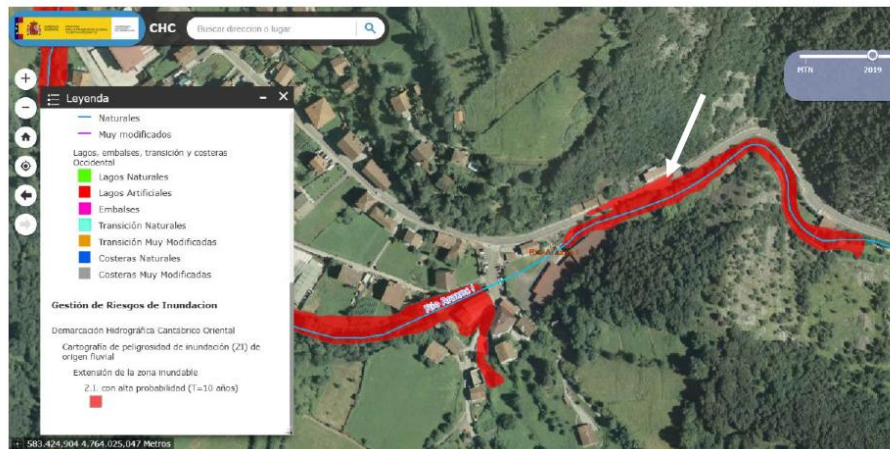 CHC
Buscar direccion o lugar
MTN
2019
Leyenda
Naturales
Muy modificados
Lagos, embalses, transición y costeras
Occidental
Lagos Naturales
Lagos Artificiales
Embalses
Transición Naturales
Transición Muy Modificadas
Costeras Naturales
Costeras Muy Modificadas
Gestión de Riesgos de Inundacion
Demarcación Hidrográfica Cantábrico Oriental
Cartografía de peligrosidad de inundación (ZI) de
origen fluvial
Extensión de la zona inundable
Z.I. con alta probabilidad (T=10 años)
583.424,904 4.764.025,047 Metros